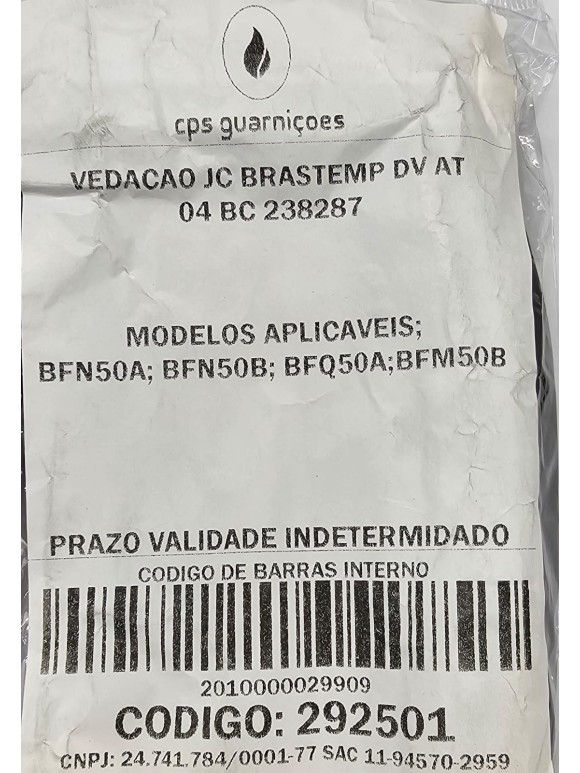 cps guarniçoes
VEDACAO JC BRASTEMP DV AT
04 BC 238287
MODELOS APLICAVEIS;
BFN50A; BFN50B; BFQ50A;BFM50B
PRAZO VALIDADE INDETERMIDADO
CODIGO DE BARRAS INTERNO
2010000029909
CODIGO: 292501
CNPJ: 24.741.784/0001-77 SAC 11-94570-2959